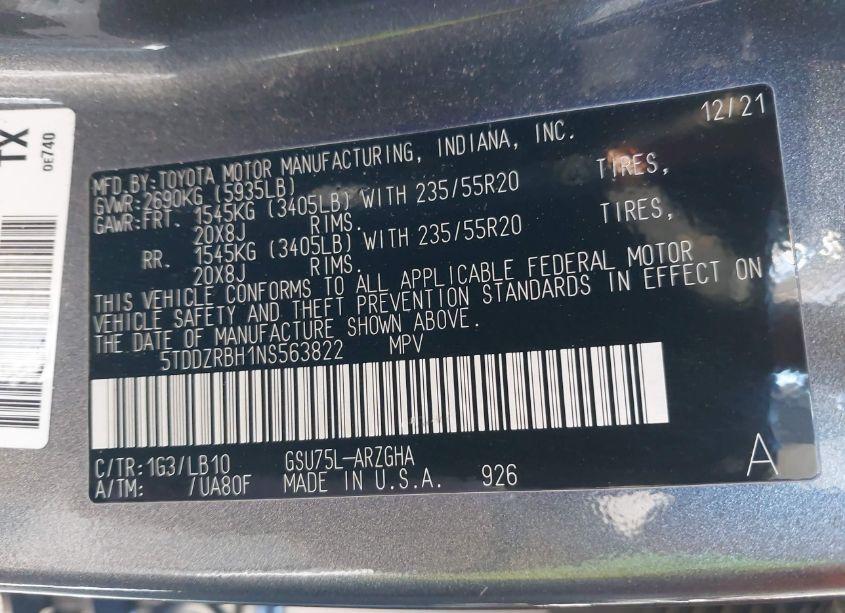 TX
0E740
12/21
MFD.BY:TOYOTA MOTOR MANUFACTURING, INDIANA, INC.
GVWR:2690KG (5935LB)
GAWR:FRT. 1545KG (3405LB) WITH 235/55R20 TIRES,
20X8J RIMS.
RR. 1545KG (3405LB) WITH 235/55R20 TIRES,
20X8J RIMS.
THIS VEHICLE CONFORMS TO ALL APPLICABLE FEDERAL MOTOR
VEHICLE SAFETY AND THEFT PREVENTION STANDARDS IN EFFECT ON
THE DATE OF MANUFACTURE SHOWN ABOVE.
5TDDZRBH1NS563822 MPV
C/TR:1G3/LB10 GSU75L-ARZGHA
A/TM: /UA80F MADE IN U.S.A. 926
A